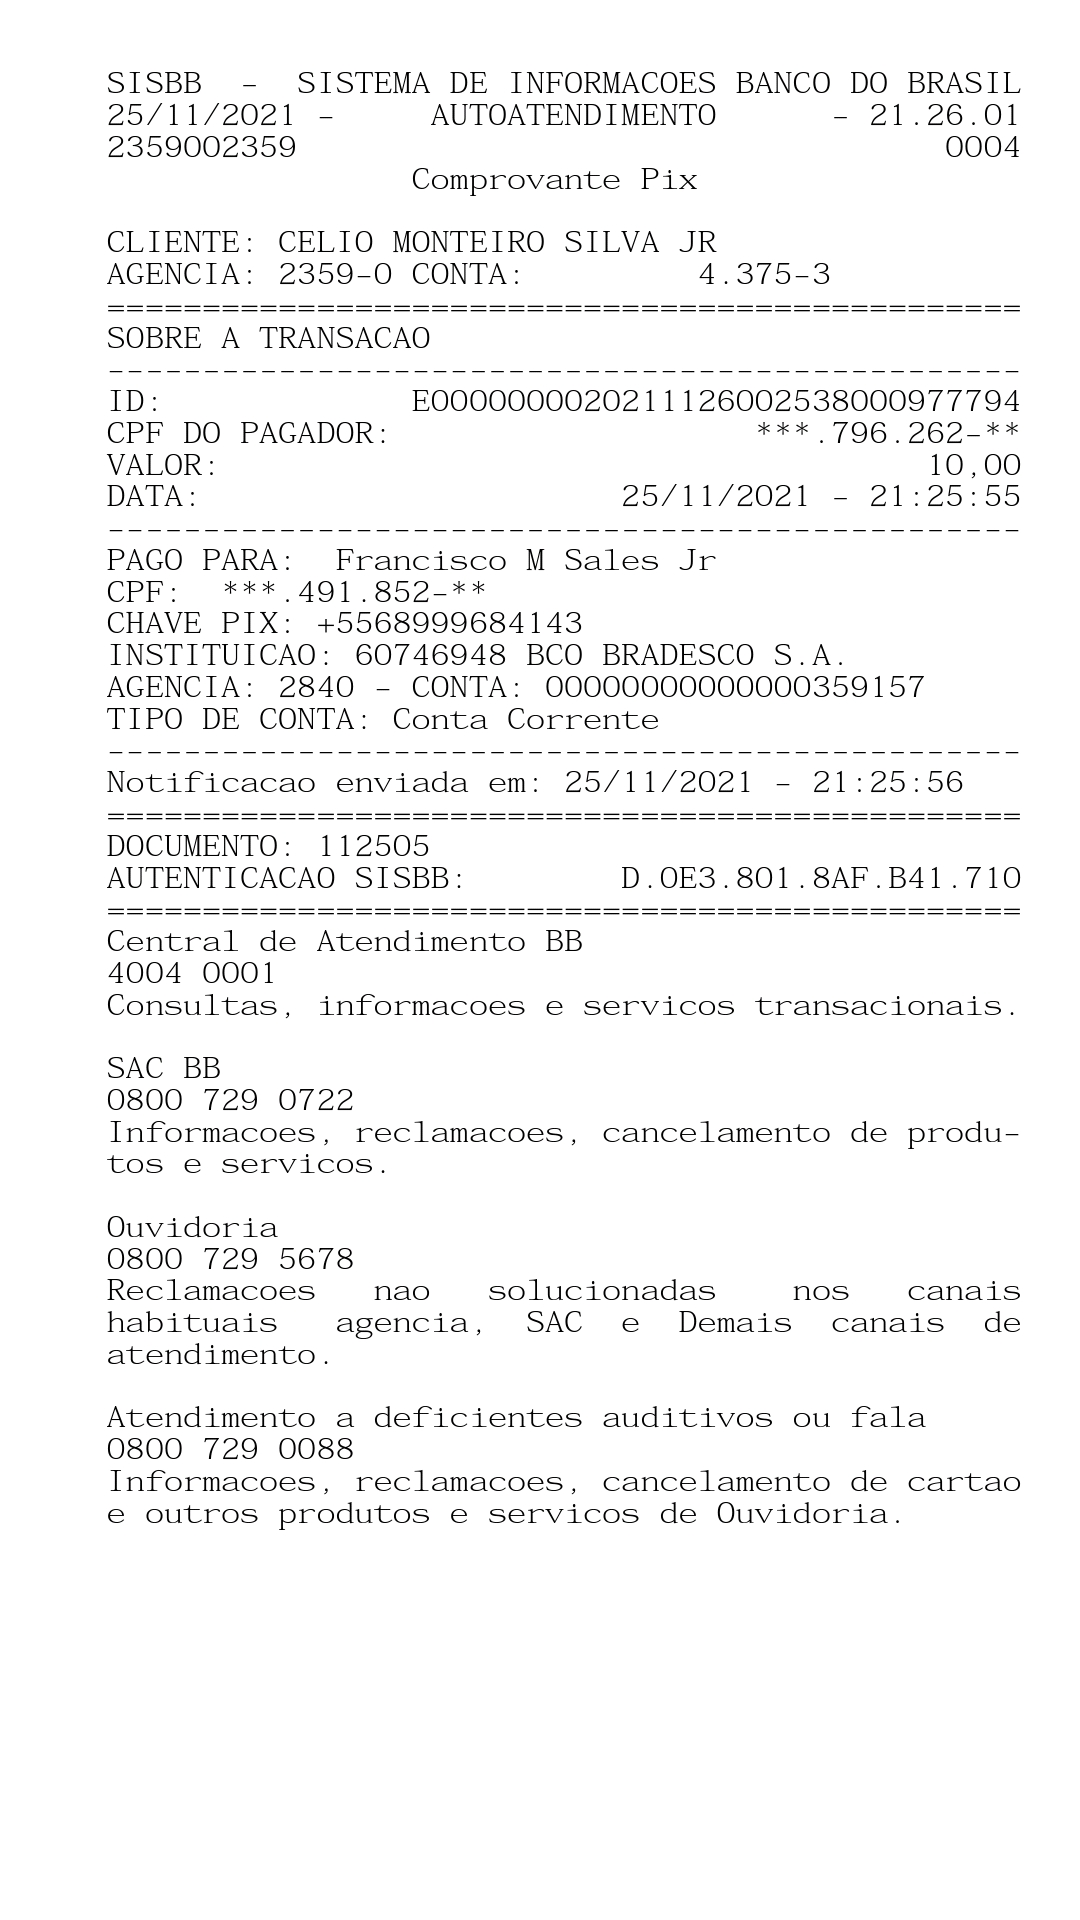 SISBB - SISTEMA DE INFORMACOES BANCO DO BRASIL
25/11/2021 - AUTOATENDIMENTO - 21.26.01
2359002359 0004
Comprovante Pix
CLIENTE: CELIO MONTEIRO SILVA JR
AGENCIA: 2359-0 CONTA: 4.375-3
================================================
SOBRE A TRANSACAO
------------------------------------------------
ID: E0000000020211126002538000977794
CPF DO PAGADOR: ***.796.262-**
VALOR: 10,00
DATA: 25/11/2021 - 21:25:55
------------------------------------------------
PAGO PARA: Francisco M Sales Jr
CPF: ***.491.852-**
CHAVE PIX: +5568999684143
INSTITUICAO: 60746948 BCO BRADESCO S.A.
AGENCIA: 2840 - CONTA: 00000000000000359157
TIPO DE CONTA: Conta Corrente
------------------------------------------------
Notificacao enviada em: 25/11/2021 - 21:25:56
================================================
DOCUMENTO: 112505
AUTENTICACAO SISBB: D.0E3.801.8AF.B41.710
================================================
Central de Atendimento BB
4004 0001
Consultas, informacoes e servicos transacionais.
SAC BB
0800 729 0722
Informacoes, reclamacoes, cancelamento de produ-
tos e servicos.
Ouvidoria
0800 729 5678
Reclamacoes nao solucionadas nos canais
habituais agencia, SAC e Demais canais de
atendimento.
Atendimento a deficientes auditivos ou fala
0800 729 0088
Informacoes, reclamacoes, cancelamento de cartao
e outros produtos e servicos de Ouvidoria.